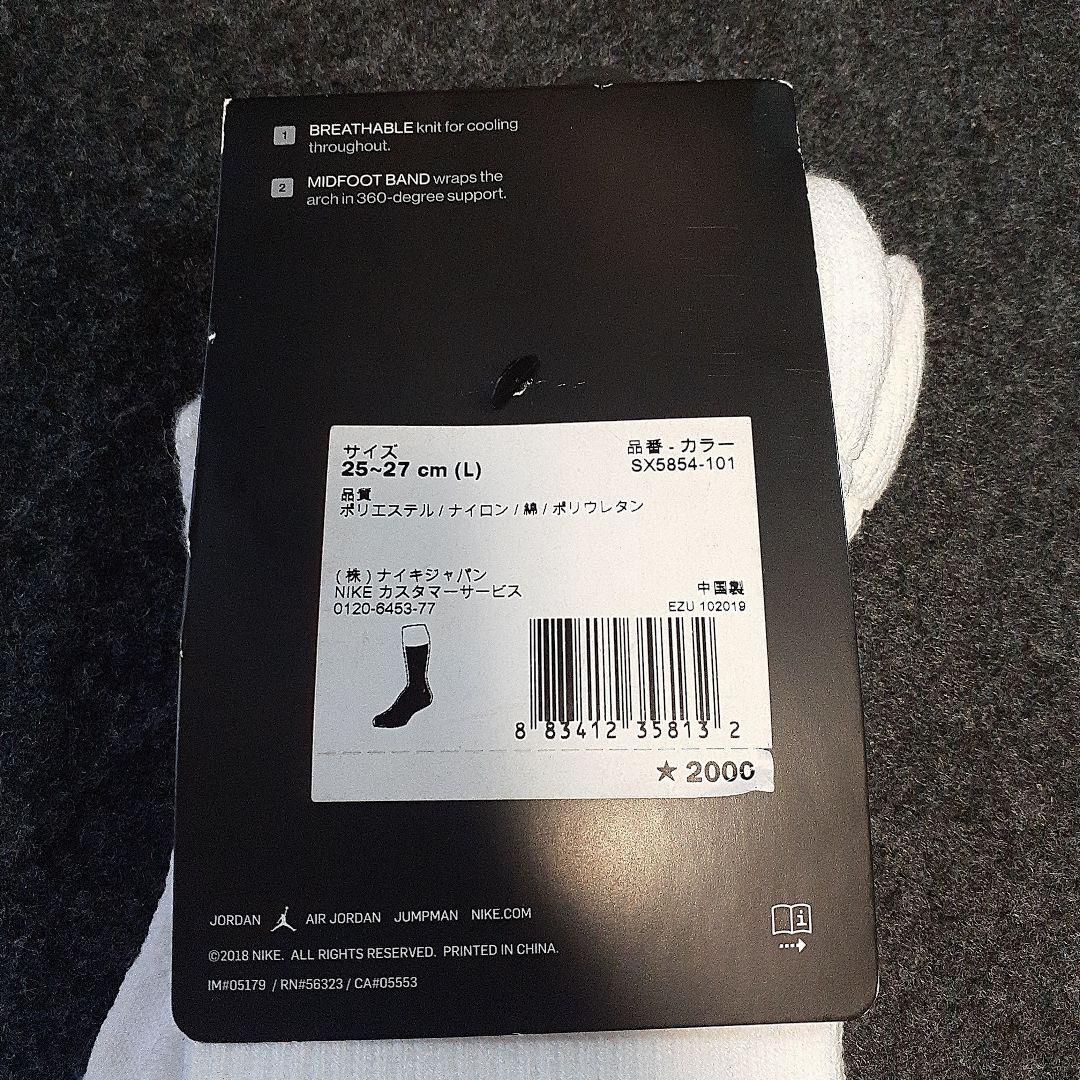 1 BREATHABLE knit for cooling
throughout.
2 MIDFOOT BAND wraps the
arch in 360-degree support.
サイズ
25~27 cm (L)
品番 - カラー
SX5854-101
品質
ポリエステル / ナイロン / 綿 / ポリウレタン
(株) ナイキジャパン
NIKE カスタマーサービス
0120-6453-77
中国製
EZU 102019
8 83412 35813 2
★ 2000
JORDAN AIR JORDAN JUMPMAN NIKE.COM
©2018 NIKE. ALL RIGHTS RESERVED. PRINTED IN CHINA.
IM#05179 / RN#56323 / CA#05553